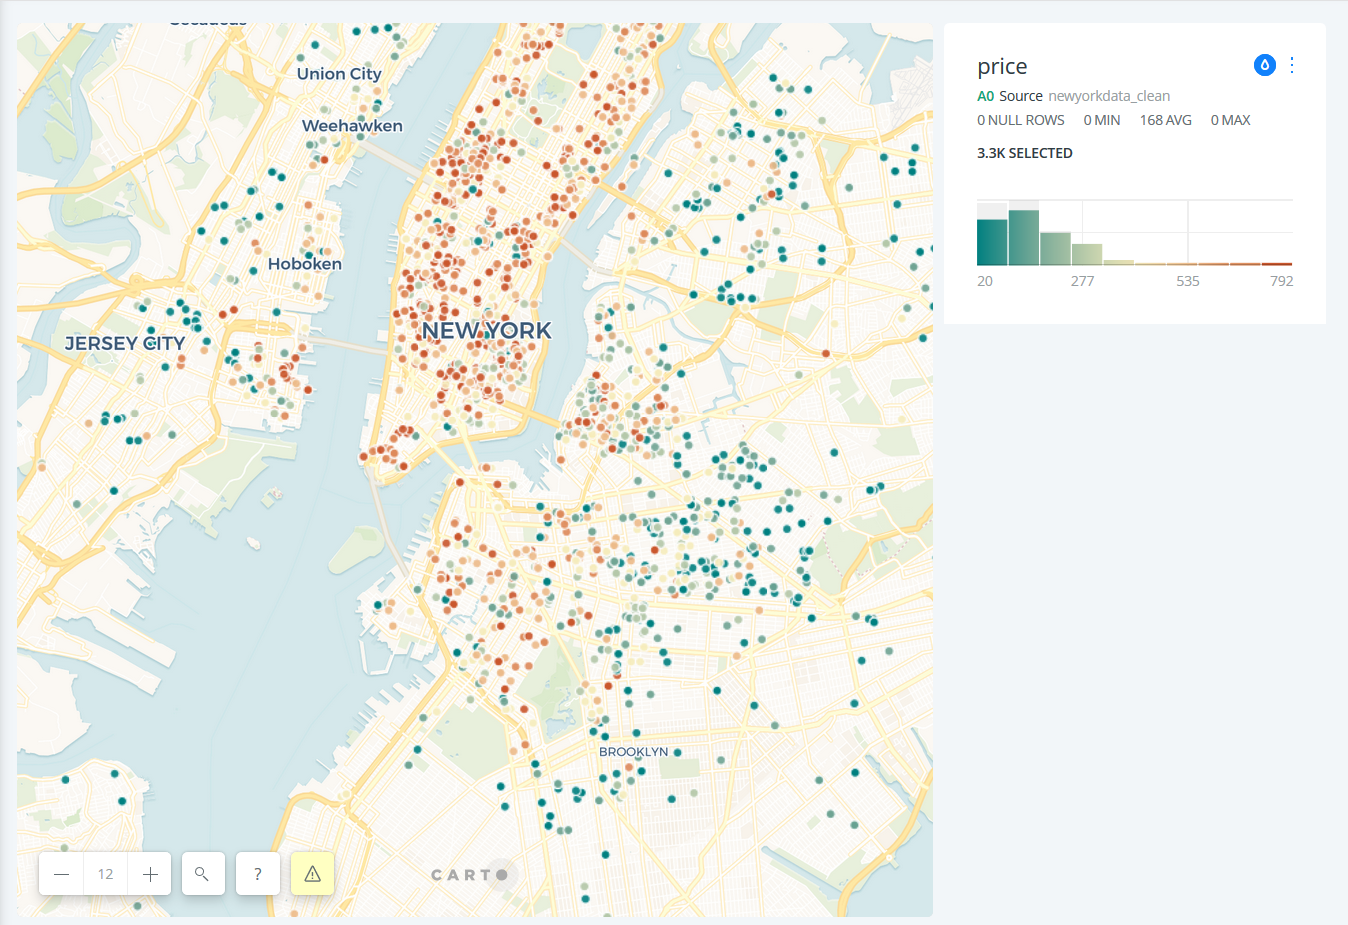 Secaucus
Union City
Weehawken
Hoboken
JERSEY CITY
NEW YORK
BROOKLYN
12
?
CARTO
price
A0 Source newyorkdata_clean
0 NULL ROWS 0 MIN 168 AVG 0 MAX
3.3K SELECTED
20 277 535 792